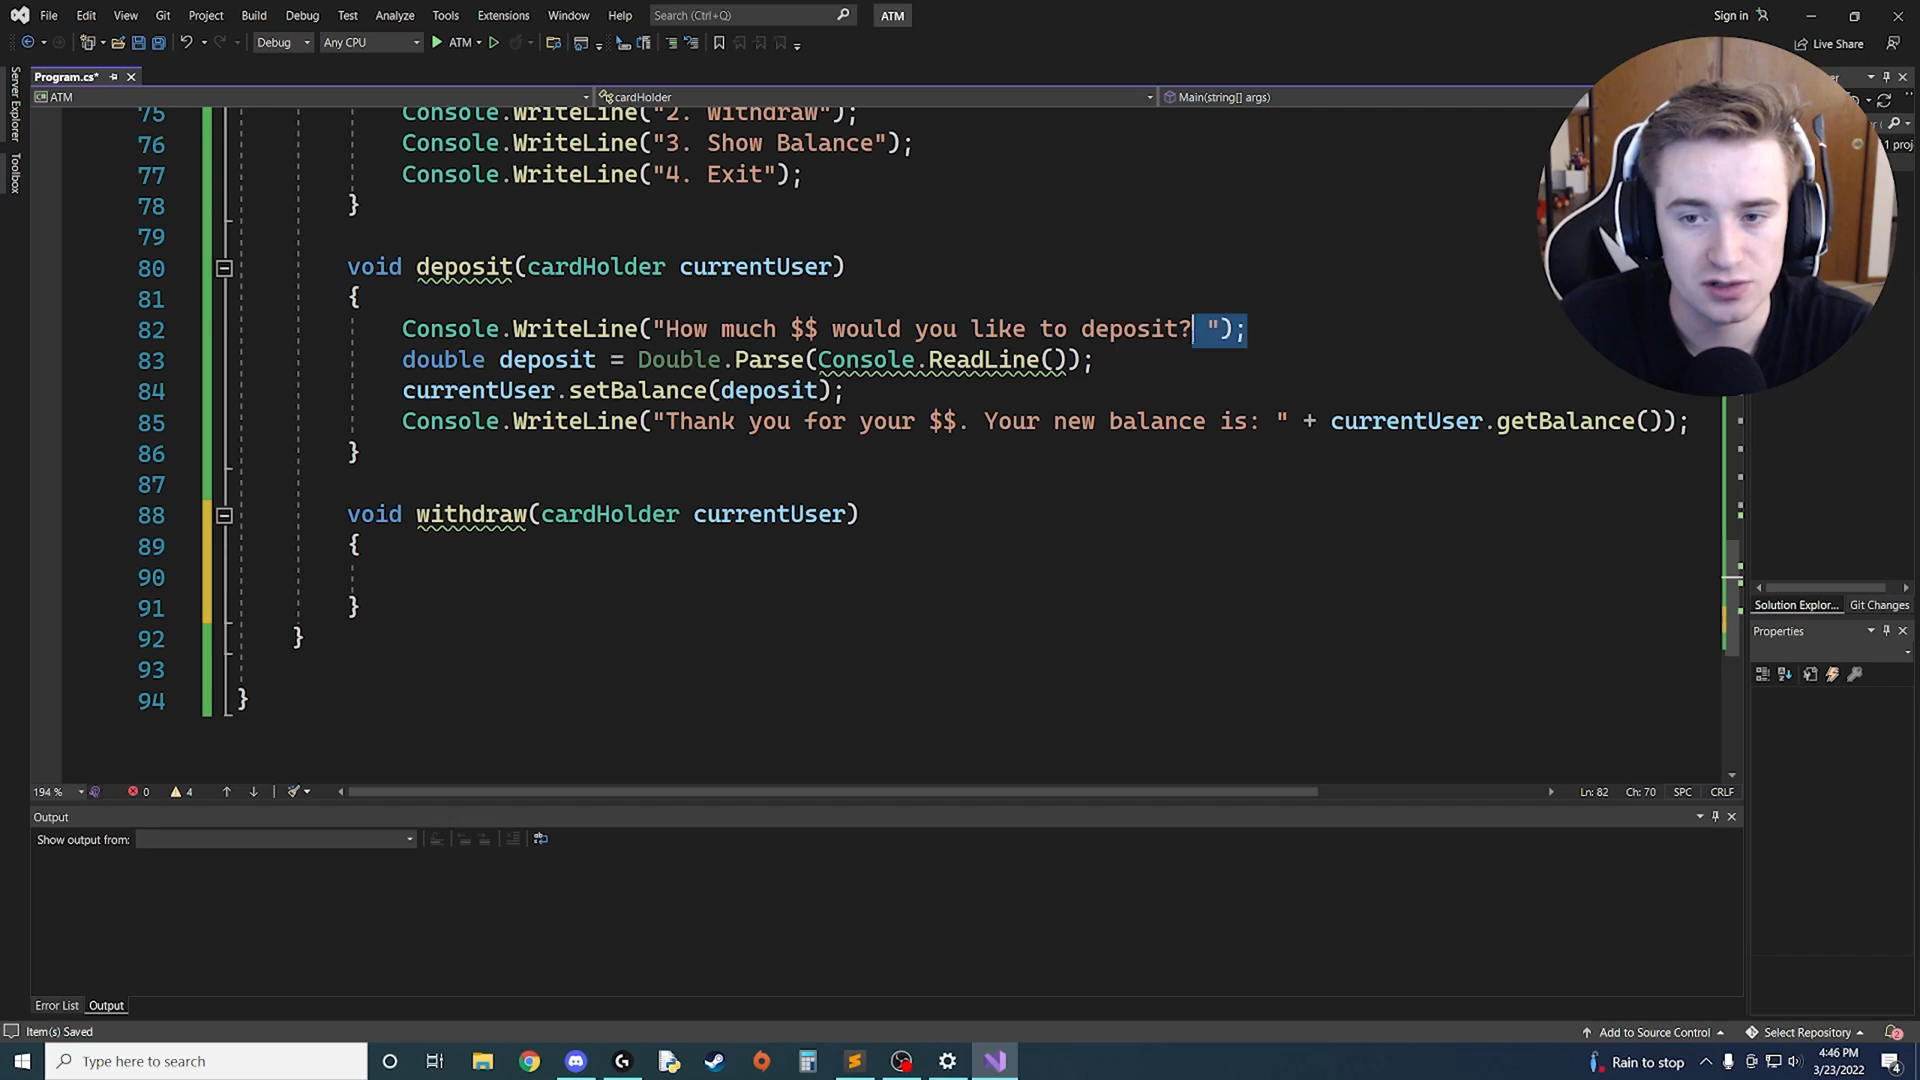 File Edit View Git Project Build Debug Test Analyze Tools Extensions Window Help Search (Ctrl+Q) ATM Sign in
Debug Any CPU ATM Live Share
Program.cs*
ATM cardHolder Main(string[] args)
Server Explorer
Toolbox
75 Console.WriteLine("2. Withdraw");
76 Console.WriteLine("3. Show Balance");
77 Console.WriteLine("4. Exit");
78 }
79
80 void deposit(cardHolder currentUser)
81 {
82 Console.WriteLine("How much $$ would you like to deposit? ");
83 double deposit = Double.Parse(Console.ReadLine());
84 currentUser.setBalance(deposit);
85 Console.WriteLine("Thank you for your $$. Your new balance is: " + currentUser.getBalance());
86 }
87
88 void withdraw(cardHolder currentUser)
89 {
90
91 }
92 }
93
94 }
Solution Explor... Git Changes
Properties
194 % 0 4 Ln: 82 Ch: 70 SPC CRLF
Output
Show output from:
Error List Output
Item(s) Saved Add to Source Control Select Repository 2
Type here to search Rain to stop 4:46 PM
3/23/2022 4